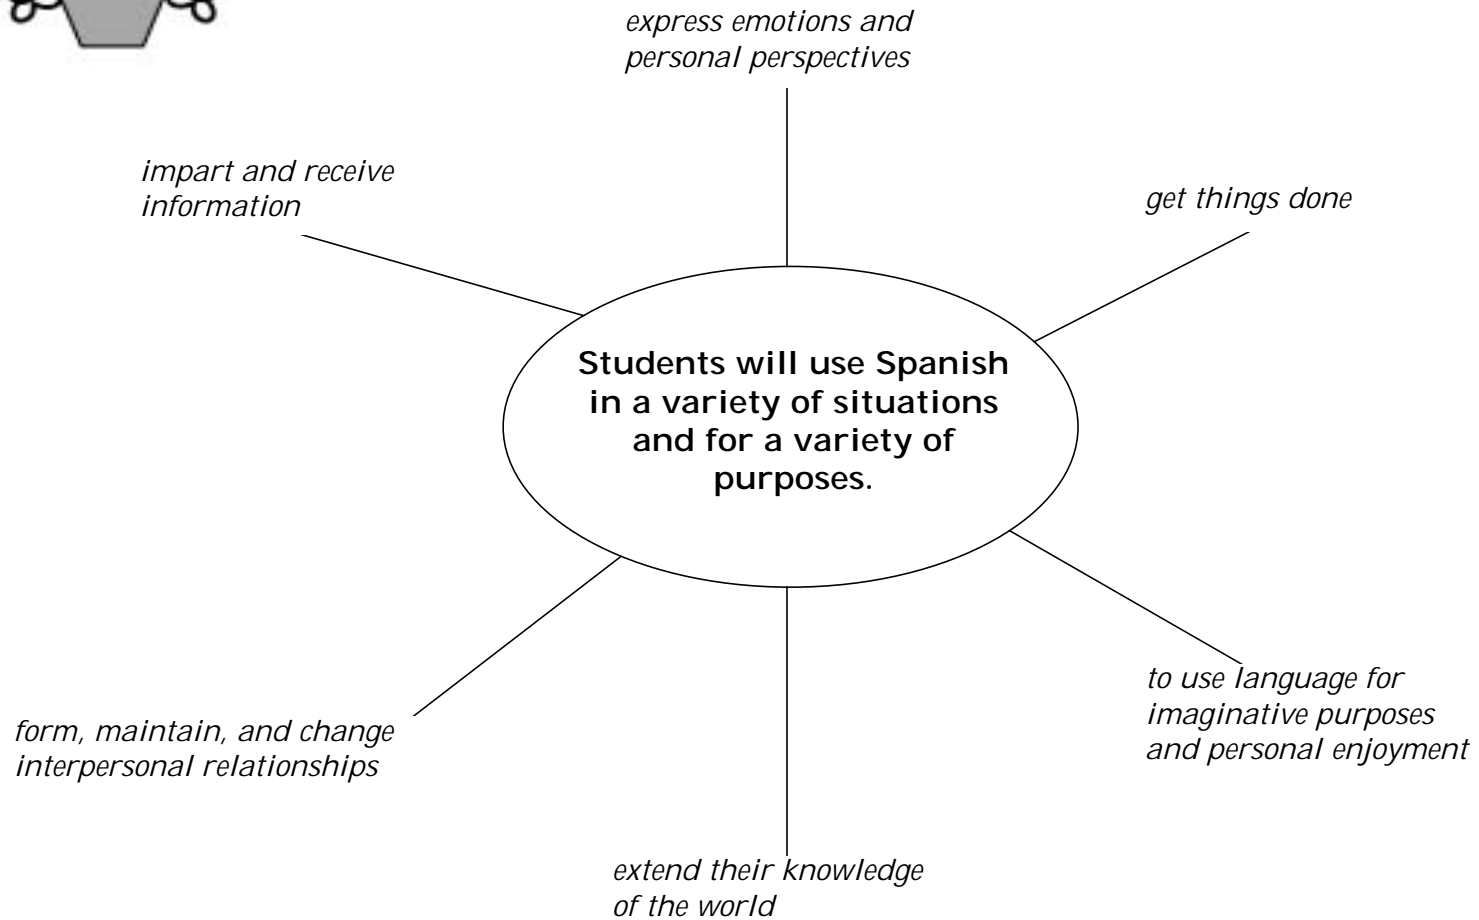 express emotions and
personal perspectives
impart and receive
information
get things done
Students will use Spanish
in a variety of situations
and for a variety of
purposes.
to use language for
imaginative purposes
and personal enjoyment
form, maintain, and change
interpersonal relationships
extend their knowledge
of the world